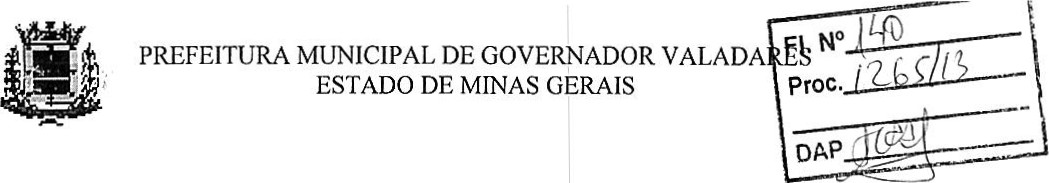 PREFEITURA MUNICIPAL DE GOVERNADOR VALADARES
ESTADO DE MINAS GERAIS
Fl. Nº 140
Proc. 1265/13
DAP